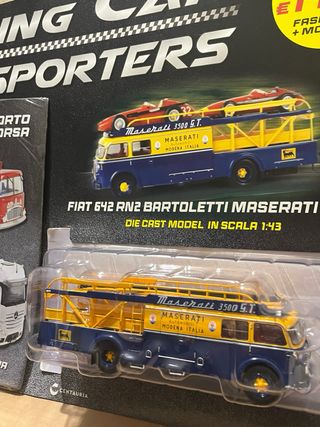 ING CA
SPORTERS
€
FAS
+ MO
ORTO
ORSA
32
Maserati 3500 G.T.
MASERATI
MODENA ITALIA
FIAT 642 RN2 BARTOLETTI MASERATI
DIE CAST MODEL IN SCALA 1:43
Maserati 3500 G.T.
MASERATI
MODENA ITALIA
CENTAURIA